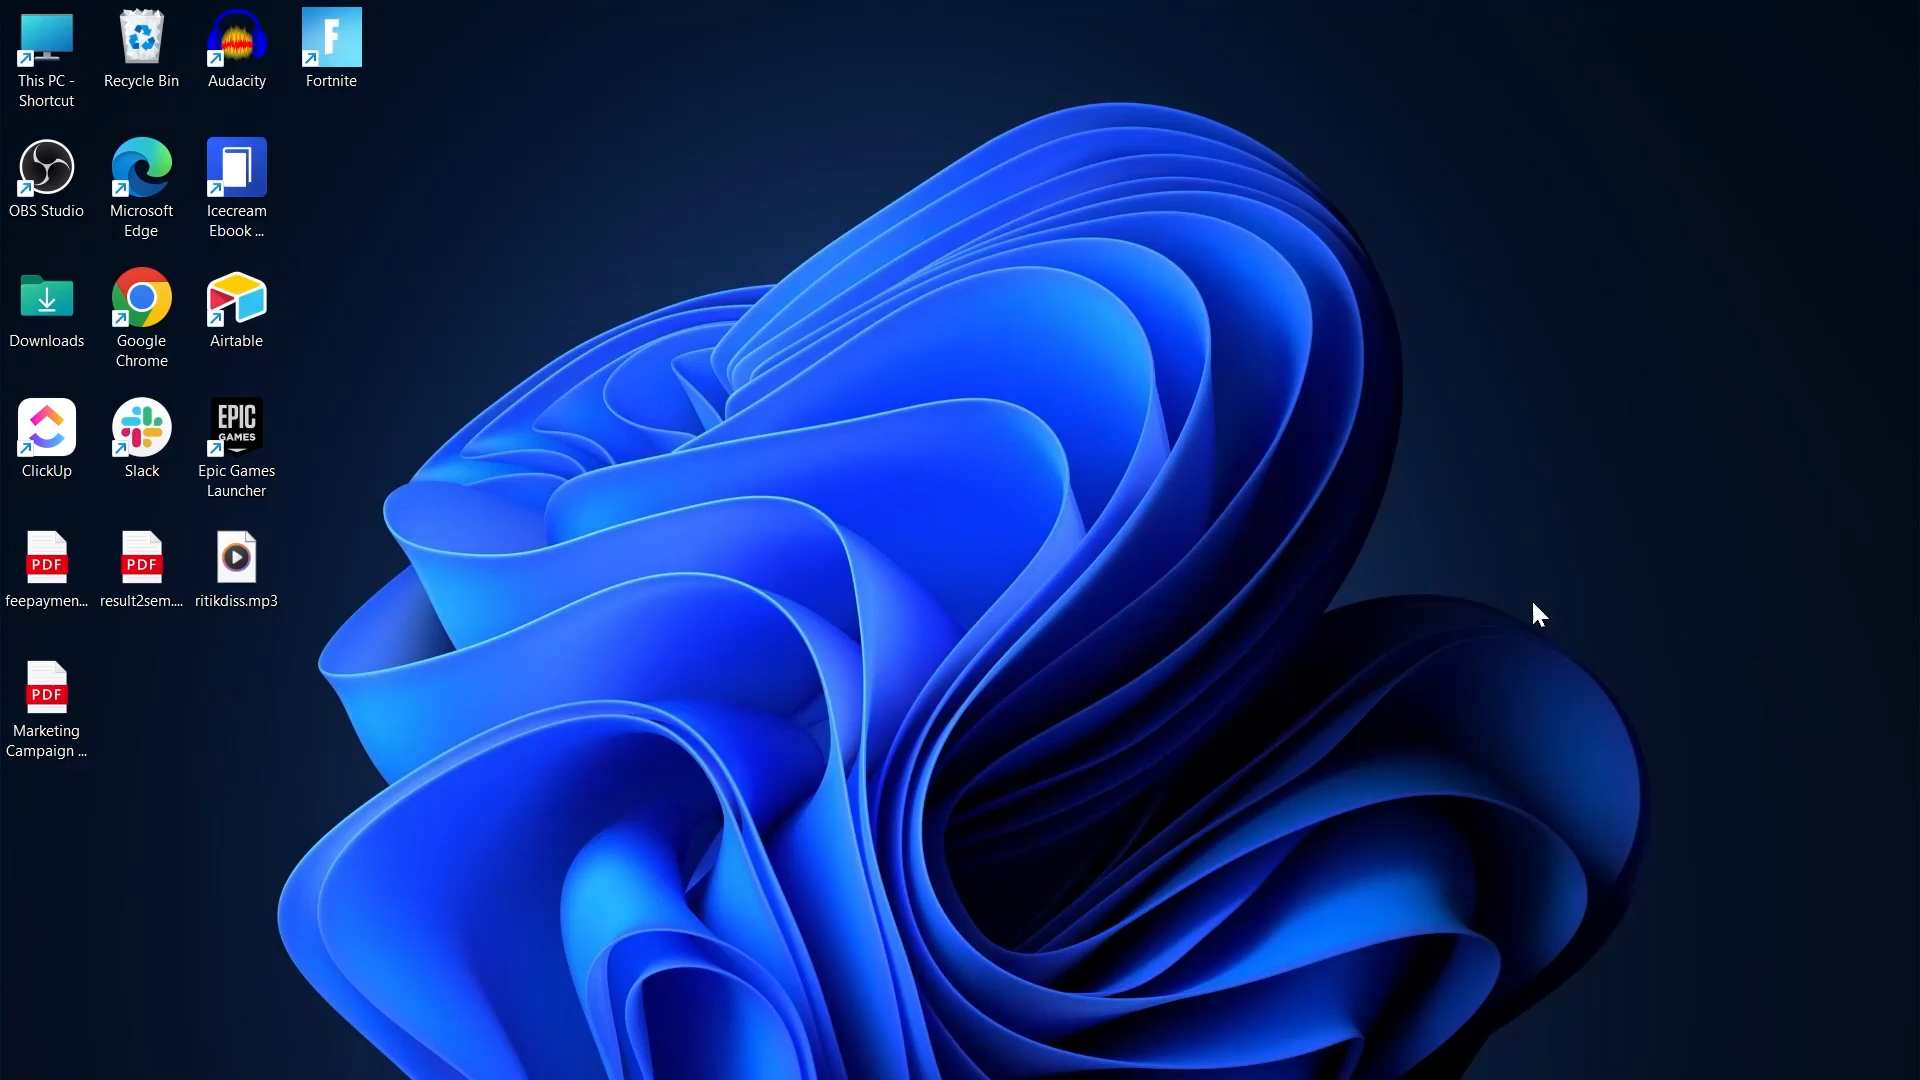 This PC -
Shortcut
Recycle Bin
Audacity
F
Fortnite
OBS Studio
Microsoft
Edge
Icecream
Ebook ...
Downloads
Google
Chrome
Airtable
ClickUp
Slack
EPIC
GAMES
Epic Games
Launcher
PDF
feepaymen...
PDF
result2sem....
ritikdiss.mp3
PDF
Marketing
Campaign ...